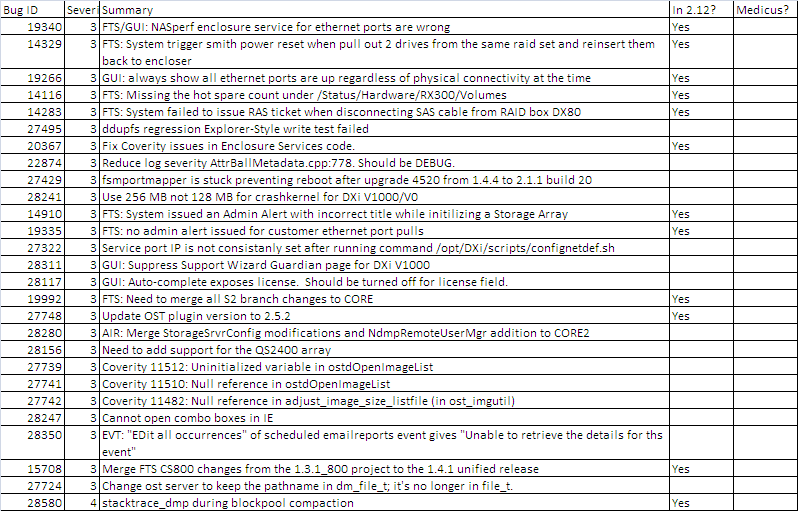 Bug ID Severi Summary In 2.12? Medicus?
19340 3 FTS/GUI: NASperf enclosure service for ethernet ports are wrong Yes
14329 3 FTS: System trigger smith power reset when pull out 2 drives from the same raid set and reinsert them Yes
back to encloser
19266 3 GUI: always show all ethernet ports are up regardless of physical connectivity at the time Yes
14116 3 FTS: Missing the hot spare count under /Status/Hardware/RX300/Volumes Yes
14283 3 FTS: System failed to issue RAS ticket when disconnecting SAS cable from RAID box DX80 Yes
27495 3 ddupfs regression Explorer-Style write test failed
20367 3 Fix Coverity issues in Enclosure Services code. Yes
22874 3 Reduce log severity AttrBallMetadata.cpp:778. Should be DEBUG.
27429 3 fsmportmapper is stuck preventing reboot after upgrade 4520 from 1.4.4 to 2.1.1 build 20
28241 3 Use 256 MB not 128 MB for crashkernel for DXi V1000/V0
14910 3 FTS: System issued an Admin Alert with incorrect title while initilizing a Storage Array Yes
19335 3 FTS: no admin alert issued for customer ethernet port pulls Yes
27322 3 Service port IP is not consistanly set after running command /opt/DXi/scripts/confignetdef.sh
28311 3 GUI: Suppress Support Wizard Guardian page for DXi V1000
28117 3 GUI: Auto-complete exposes license. Should be turned off for license field.
19992 3 FTS: Need to merge all S2 branch changes to CORE Yes
27748 3 Update OST plugin version to 2.5.2 Yes
28280 3 AIR: Merge StorageSrvrConfig modifications and NdmpRemoteUserMgr addition to CORE2
28156 3 Need to add support for the QS2400 array
27739 3 Coverity 11512: Uninitialized variable in ostdOpenImageList
27741 3 Coverity 11510: Null reference in ostdOpenImageList
27742 3 Coverity 11482: Null reference in adjust_image_size_listfile (in ost_imgutil)
28247 3 Cannot open combo boxes in IE
28350 3 EVT: "EDit all occurrences" of scheduled emailreports event gives "Unable to retrieve the details for ths
event"
15708 3 Merge FTS CS800 changes from the 1.3.1_800 project to the 1.4.1 unified release Yes
27724 3 Change ost server to keep the pathname in dm_file_t; it's no longer in file_t.
28580 4 stacktrace_dmp during blockpool compaction Yes